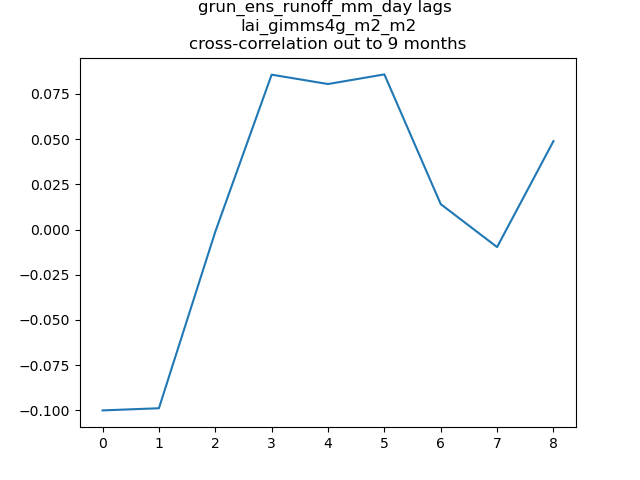 grun_ens_runoff_mm_day lags
lai_gimms4g_m2_m2
cross-correlation out to 9 months
0.075
0.050
0.025
0.000
−0.025
−0.050
−0.075
−0.100
0 1 2 3 4 5 6 7 8